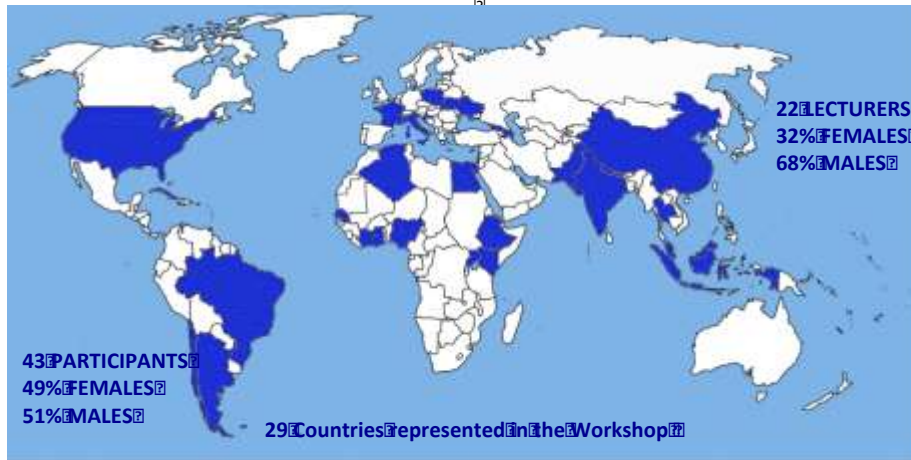 22 LECTURERS
32% FEMALES
68% MALES
43 PARTICIPANTS
49% FEMALES
51% MALES
29 Countries represented in the Workshop